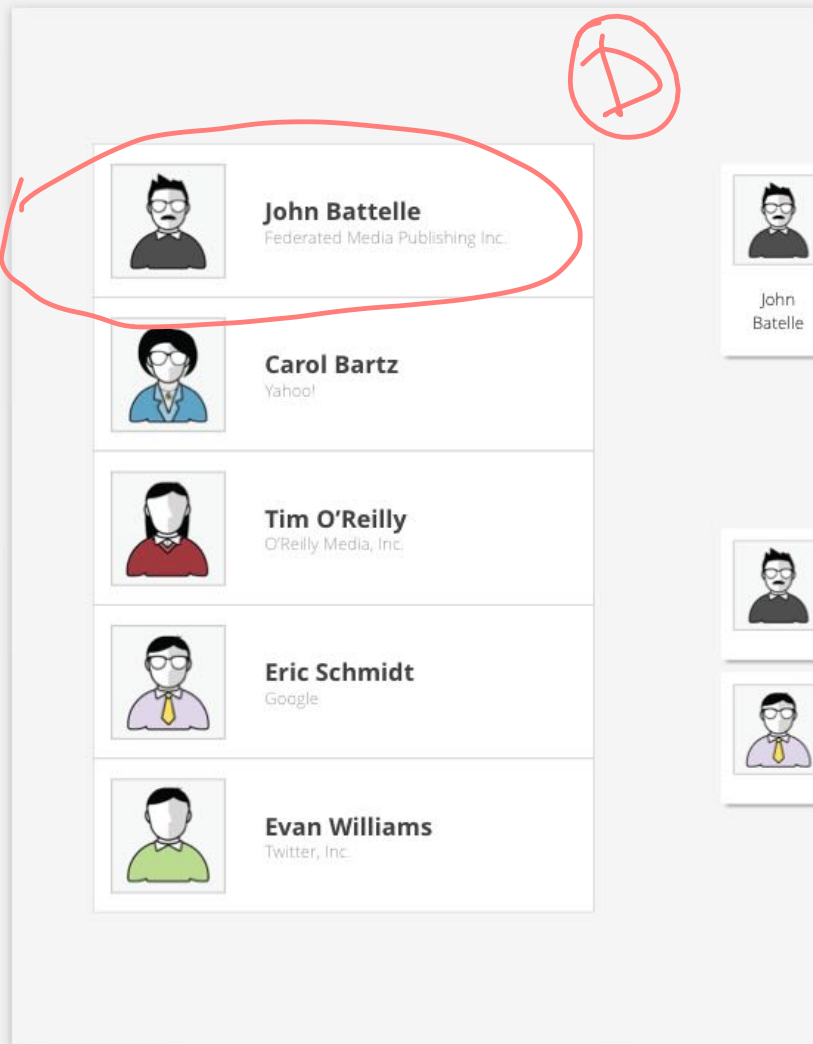 D
John Battelle
Federated Media Publishing Inc.
Carol Bartz
Yahoo!
Tim O’Reilly
O’Reilly Media, Inc.
Eric Schmidt
Google
Evan Williams
Twitter, Inc.
John
Batelle